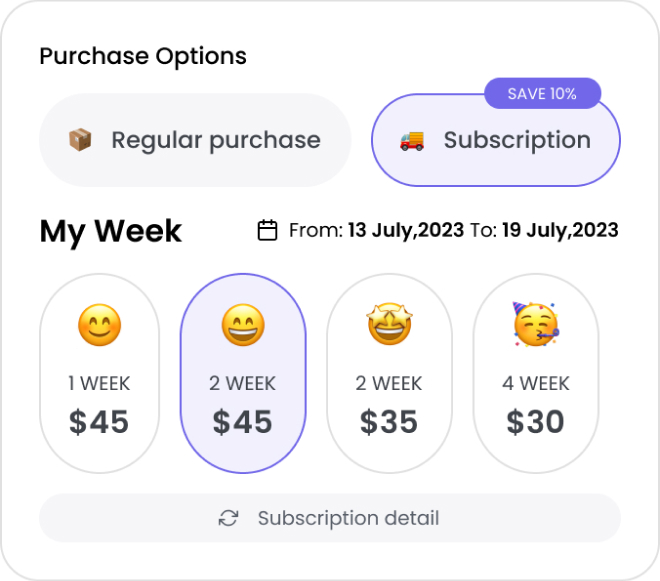 Purchase Options
SAVE 10%
Regular purchase
Subscription
My Week
From: 13 July,2023 To: 19 July,2023
1 WEEK
$45
2 WEEK
$45
2 WEEK
$35
4 WEEK
$30
Subscription detail